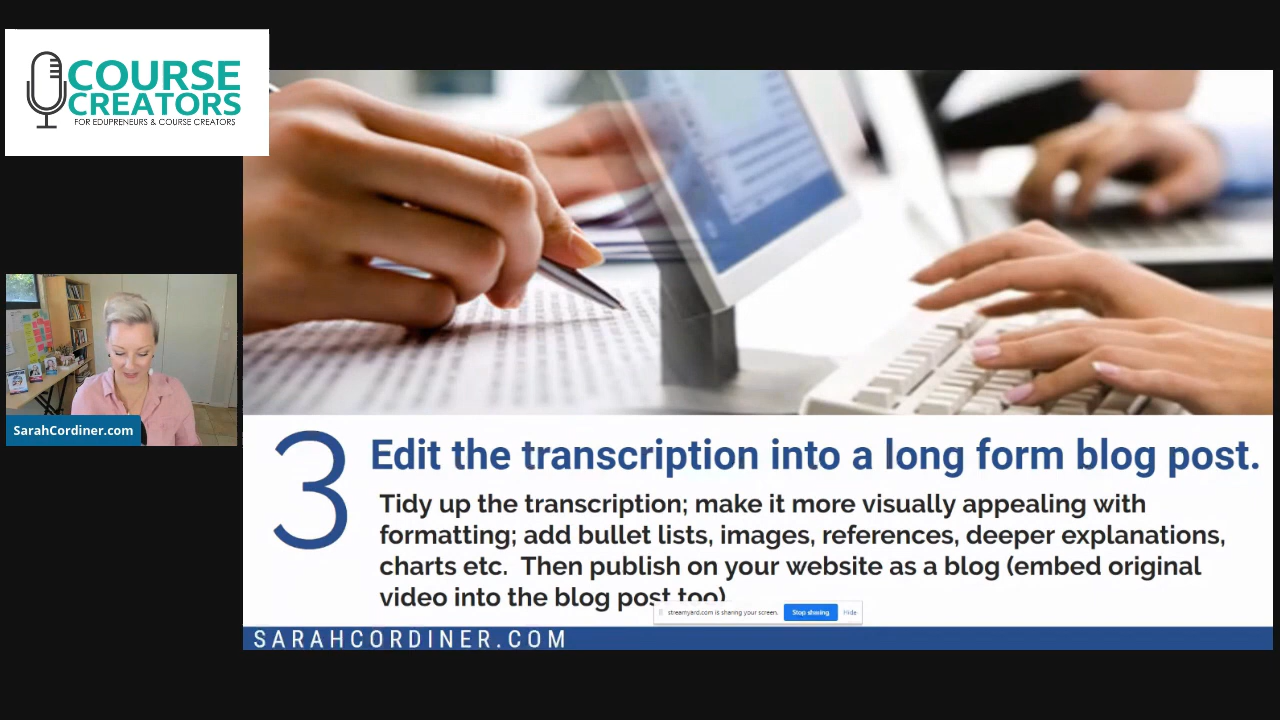 COURSE
CREATORS
FOR EDUPRENEURS & COURSE CREATORS
SarahCordiner.com
3
Edit the transcription into a long form blog post.
Tidy up the transcription; make it more visually appealing with
formatting; add bullet lists, images, references, deeper explanations,
charts etc.  Then publish on your website as a blog (embed original
video into the blog post too)
streamyard.com is sharing your screen.
Stop sharing
Hide
SARAHCORDINER.COM